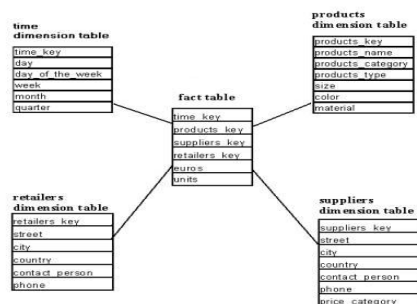 time
dimension table
time_key
day
day_of_the_week
week
month
quarter
products
dimension table
products_key
products_name
products_category
products_type
size
color
material
fact table
time_key
products_key
suppliers_key
retailers_key
euros
units
retailers
dimension table
retailers_key
street
city
country
contact_person
phone
suppliers
dimension table
suppliers_key
street
city
country
contact_person
phone
price_category